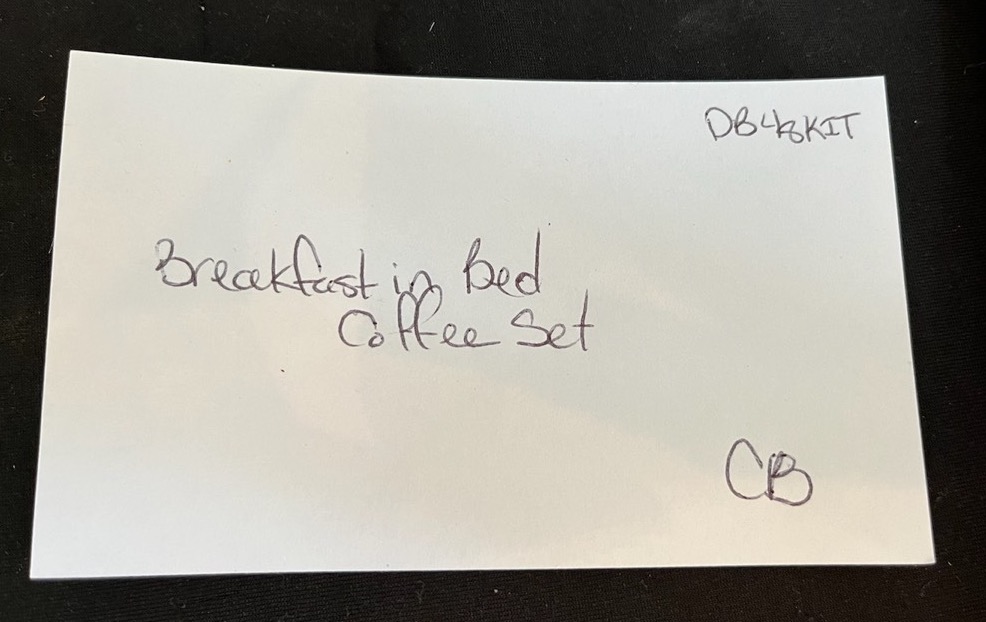 DB48KIT
Breakfast in Bed
Coffee Set
CB